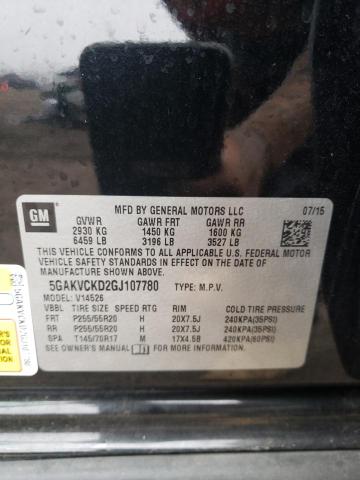 MFD BY GENERAL MOTORS LLC 07/15
GM GVWR GAWR FRT GAWR RR
2930 KG 1450 KG 1600 KG
6459 LB 3196 LB 3527 LB
THIS VEHICLE CONFORMS TO ALL APPLICABLE U.S. FEDERAL MOTOR
VEHICLE SAFETY STANDARDS IN EFFECT ON THE DATE
OF MANUFACTURE SHOWN ABOVE.
5GAKVCKD2GJ107780 TYPE: M.P.V.
MODEL: V14526
VBBL TIRE SIZE SPEED RTG RIM COLD TIRE PRESSURE
FRT P255/55R20 H 20X7.5J 240KPA(35PSI)
RR P255/55R20 H 20X7.5J 240KPA(35PSI)
SPA T145/70R17 M 17X4.5B 420KPA(60PSI)
SEE OWNER'S MANUAL FOR ADDITIONAL INFORMATION.